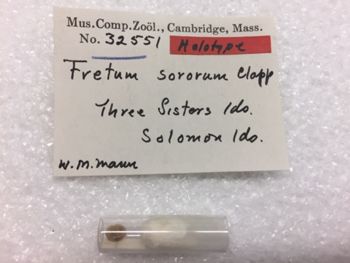 Mus.Comp.Zoöl., Cambridge, Mass.
No. 32551 Holotype
Fretum sororum Clapp
Three Sisters Ids.
Solomon Ids.
W. M. Mann